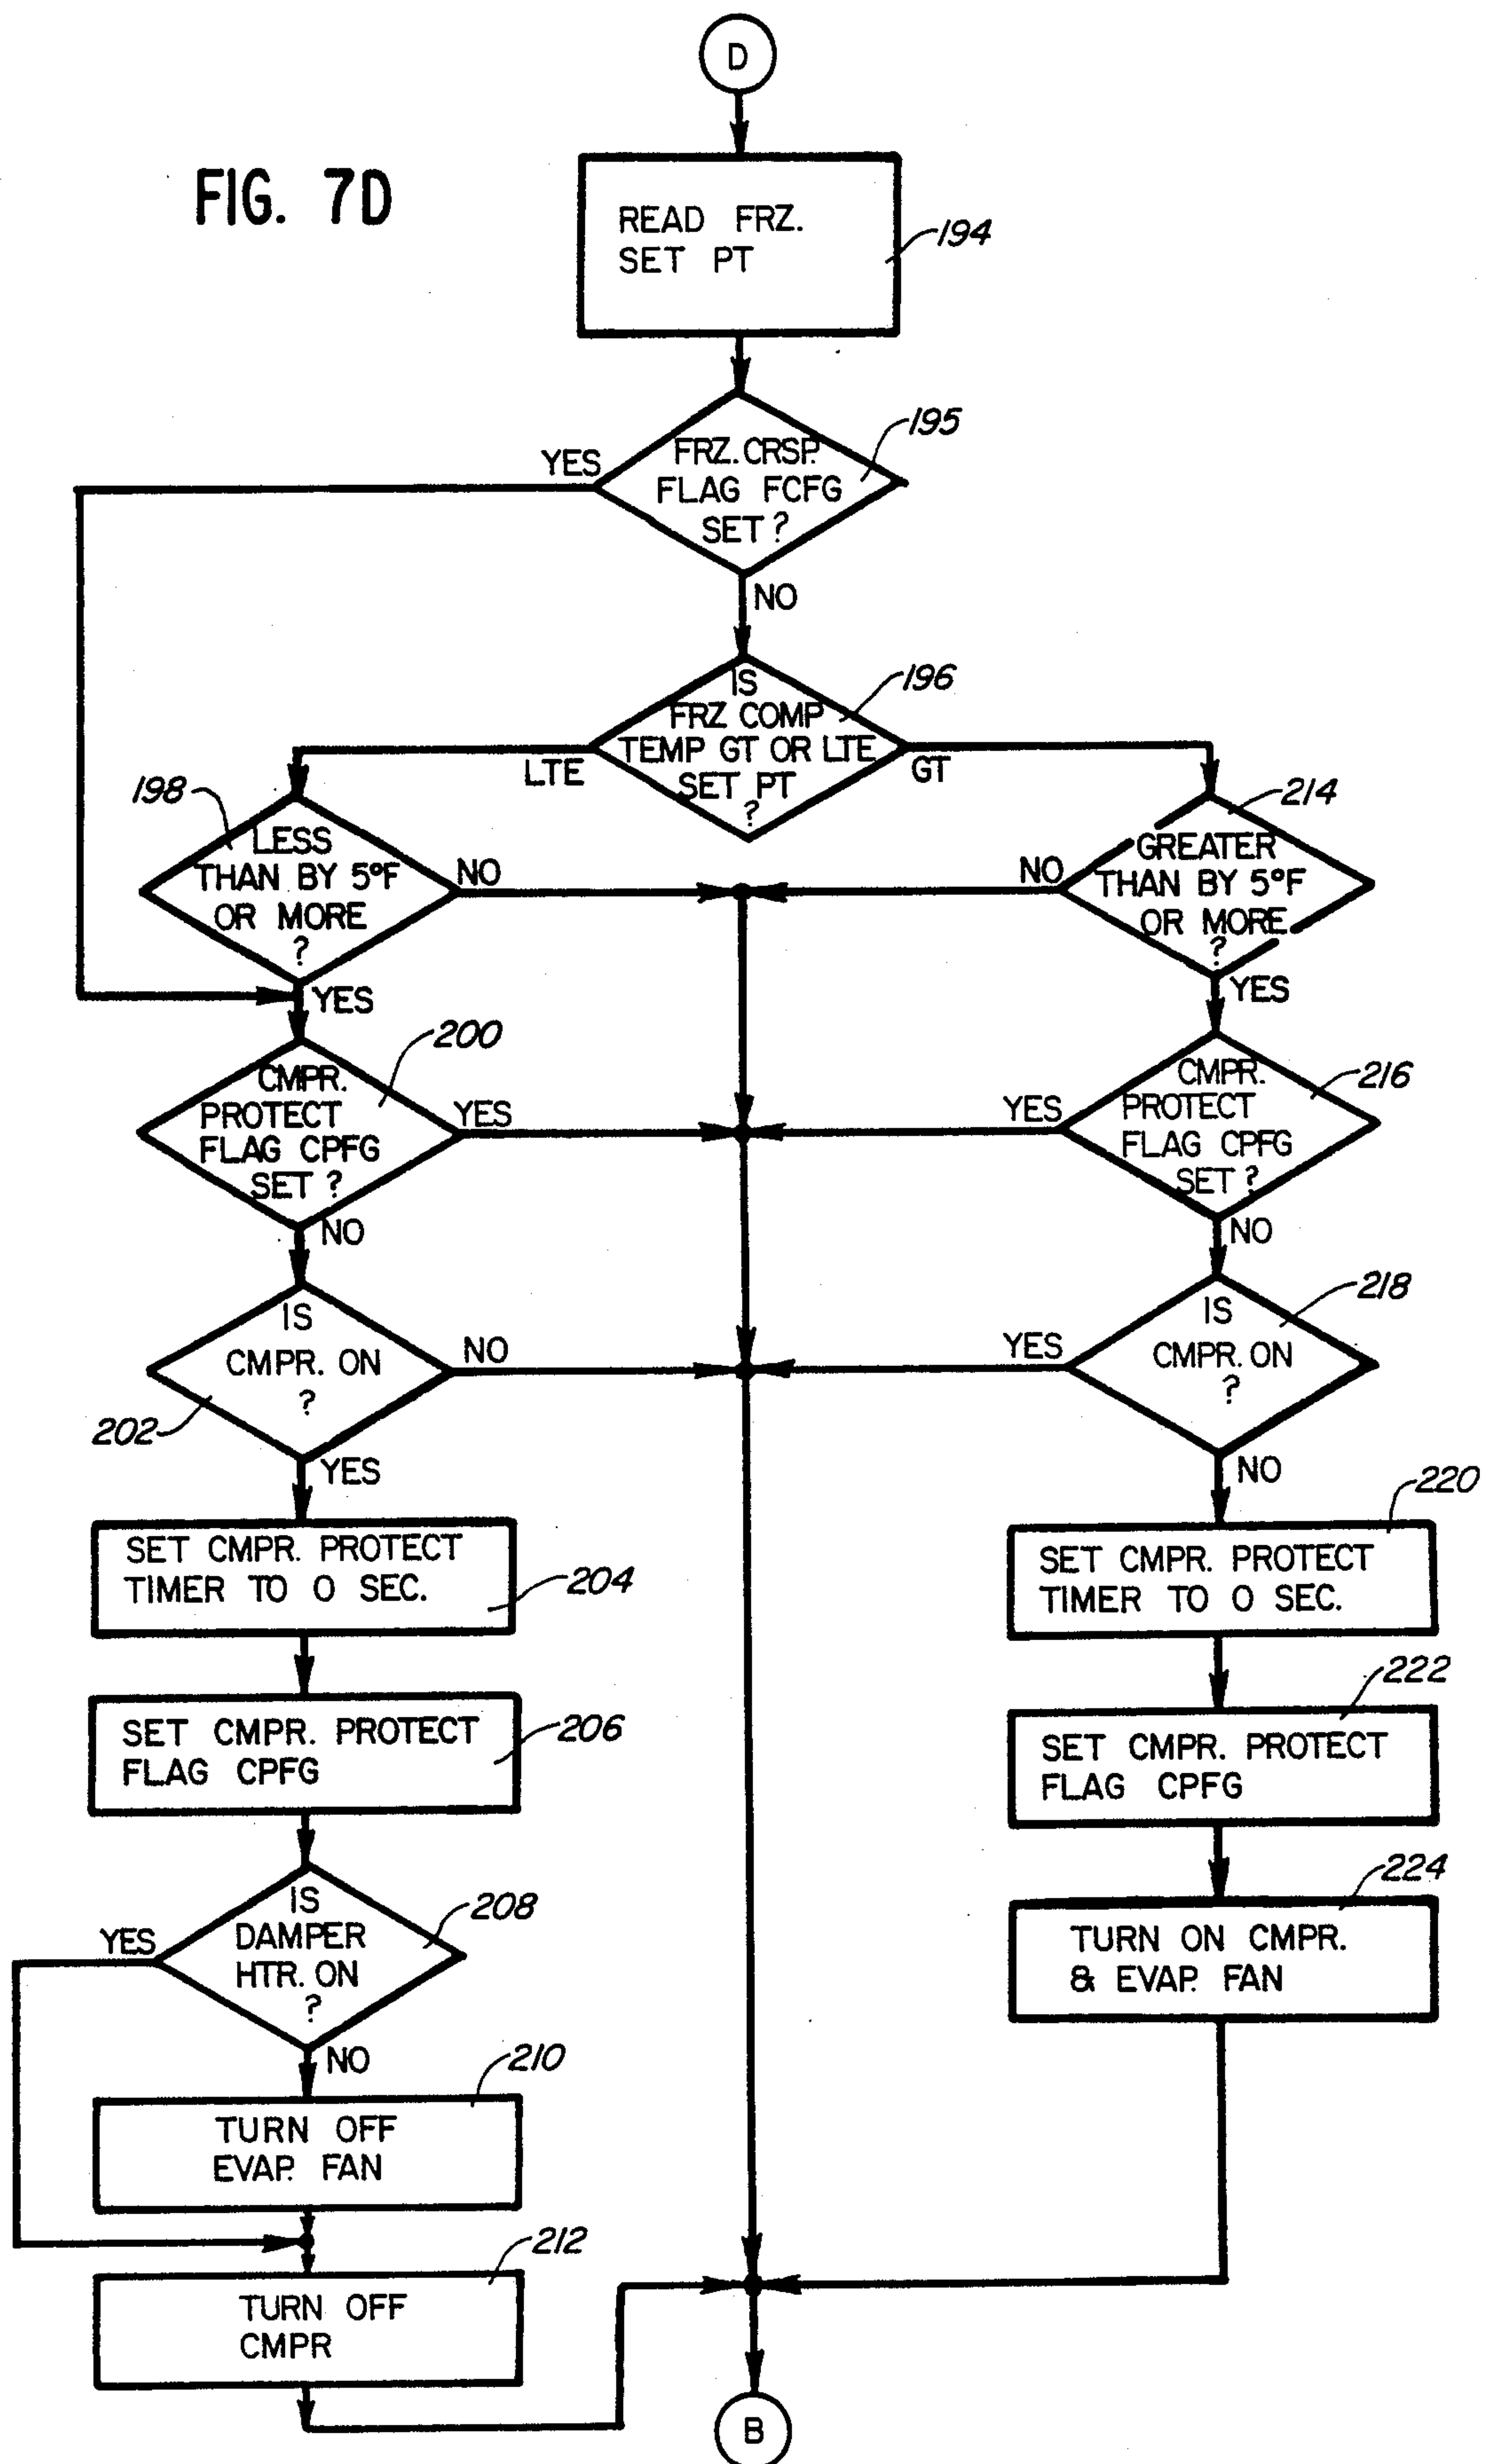 D
FIG. 7D
READ FRZ.
SET PT
194
195
FRZ. CRSP.
FLAG FCFG
SET ?
YES
NO
196
IS
FRZ COMP
TEMP GT OR LTE
SET PT
?
LTE
GT
198
LESS
THAN BY 5°F
OR MORE
?
NO
YES
214
GREATER
THAN BY 5°F
OR MORE
?
NO
YES
200
CMPR.
PROTECT
FLAG CPFG
SET ?
YES
NO
216
CMPR.
PROTECT
FLAG CPFG
SET ?
YES
NO
202
IS
CMPR. ON
?
NO
YES
218
IS
CMPR. ON
?
YES
NO
SET CMPR. PROTECT
TIMER TO 0 SEC.
204
220
SET CMPR. PROTECT
TIMER TO 0 SEC.
SET CMPR. PROTECT
FLAG CPFG
206
222
SET CMPR. PROTECT
FLAG CPFG
208
IS
DAMPER
HTR. ON
?
YES
NO
224
TURN ON CMPR.
& EVAP. FAN
210
TURN OFF
EVAP. FAN
212
TURN OFF
CMPR
B